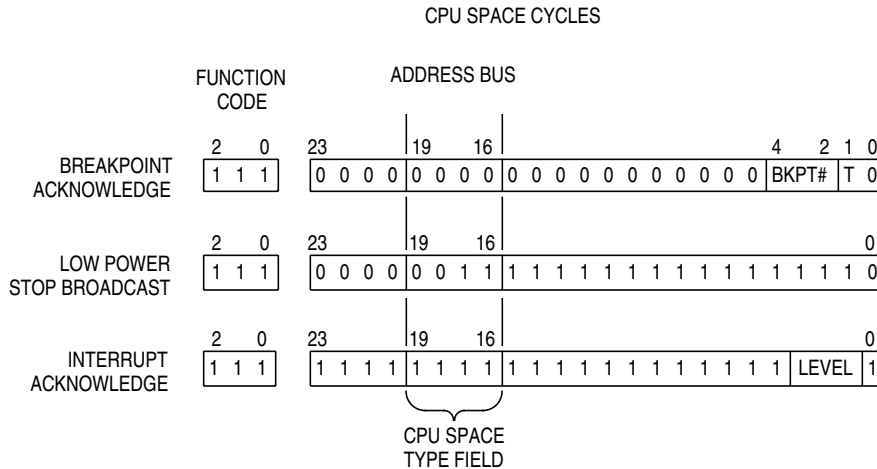 CPU SPACE CYCLES
FUNCTION CODE
ADDRESS BUS
2 0 23 19 16 4 2 1 0
BREAKPOINT ACKNOWLEDGE
1 1 1 0 0 0 0 0 0 0 0 0 0 0 0 0 0 0 0 0 0 0 BKPT# T 0
2 0 23 19 16 0
LOW POWER STOP BROADCAST
1 1 1 0 0 0 0 0 0 1 1 1 1 1 1 1 1 1 1 1 1 1 1 1 1 1 0
2 0 23 19 16 0
INTERRUPT ACKNOWLEDGE
1 1 1 1 1 1 1 1 1 1 1 1 1 1 1 1 1 1 1 1 1 1 1 LEVEL 1
CPU SPACE
TYPE FIELD